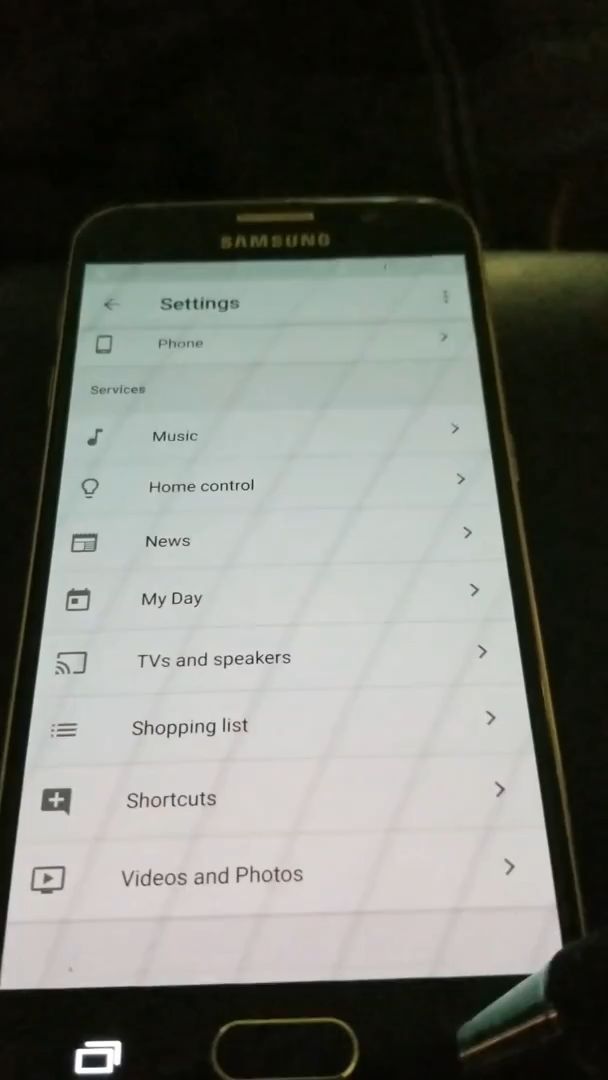 SAMSUNG
Settings
Phone
Services
Music
Home control
News
My Day
TVs and speakers
Shopping list
Shortcuts
Videos and Photos